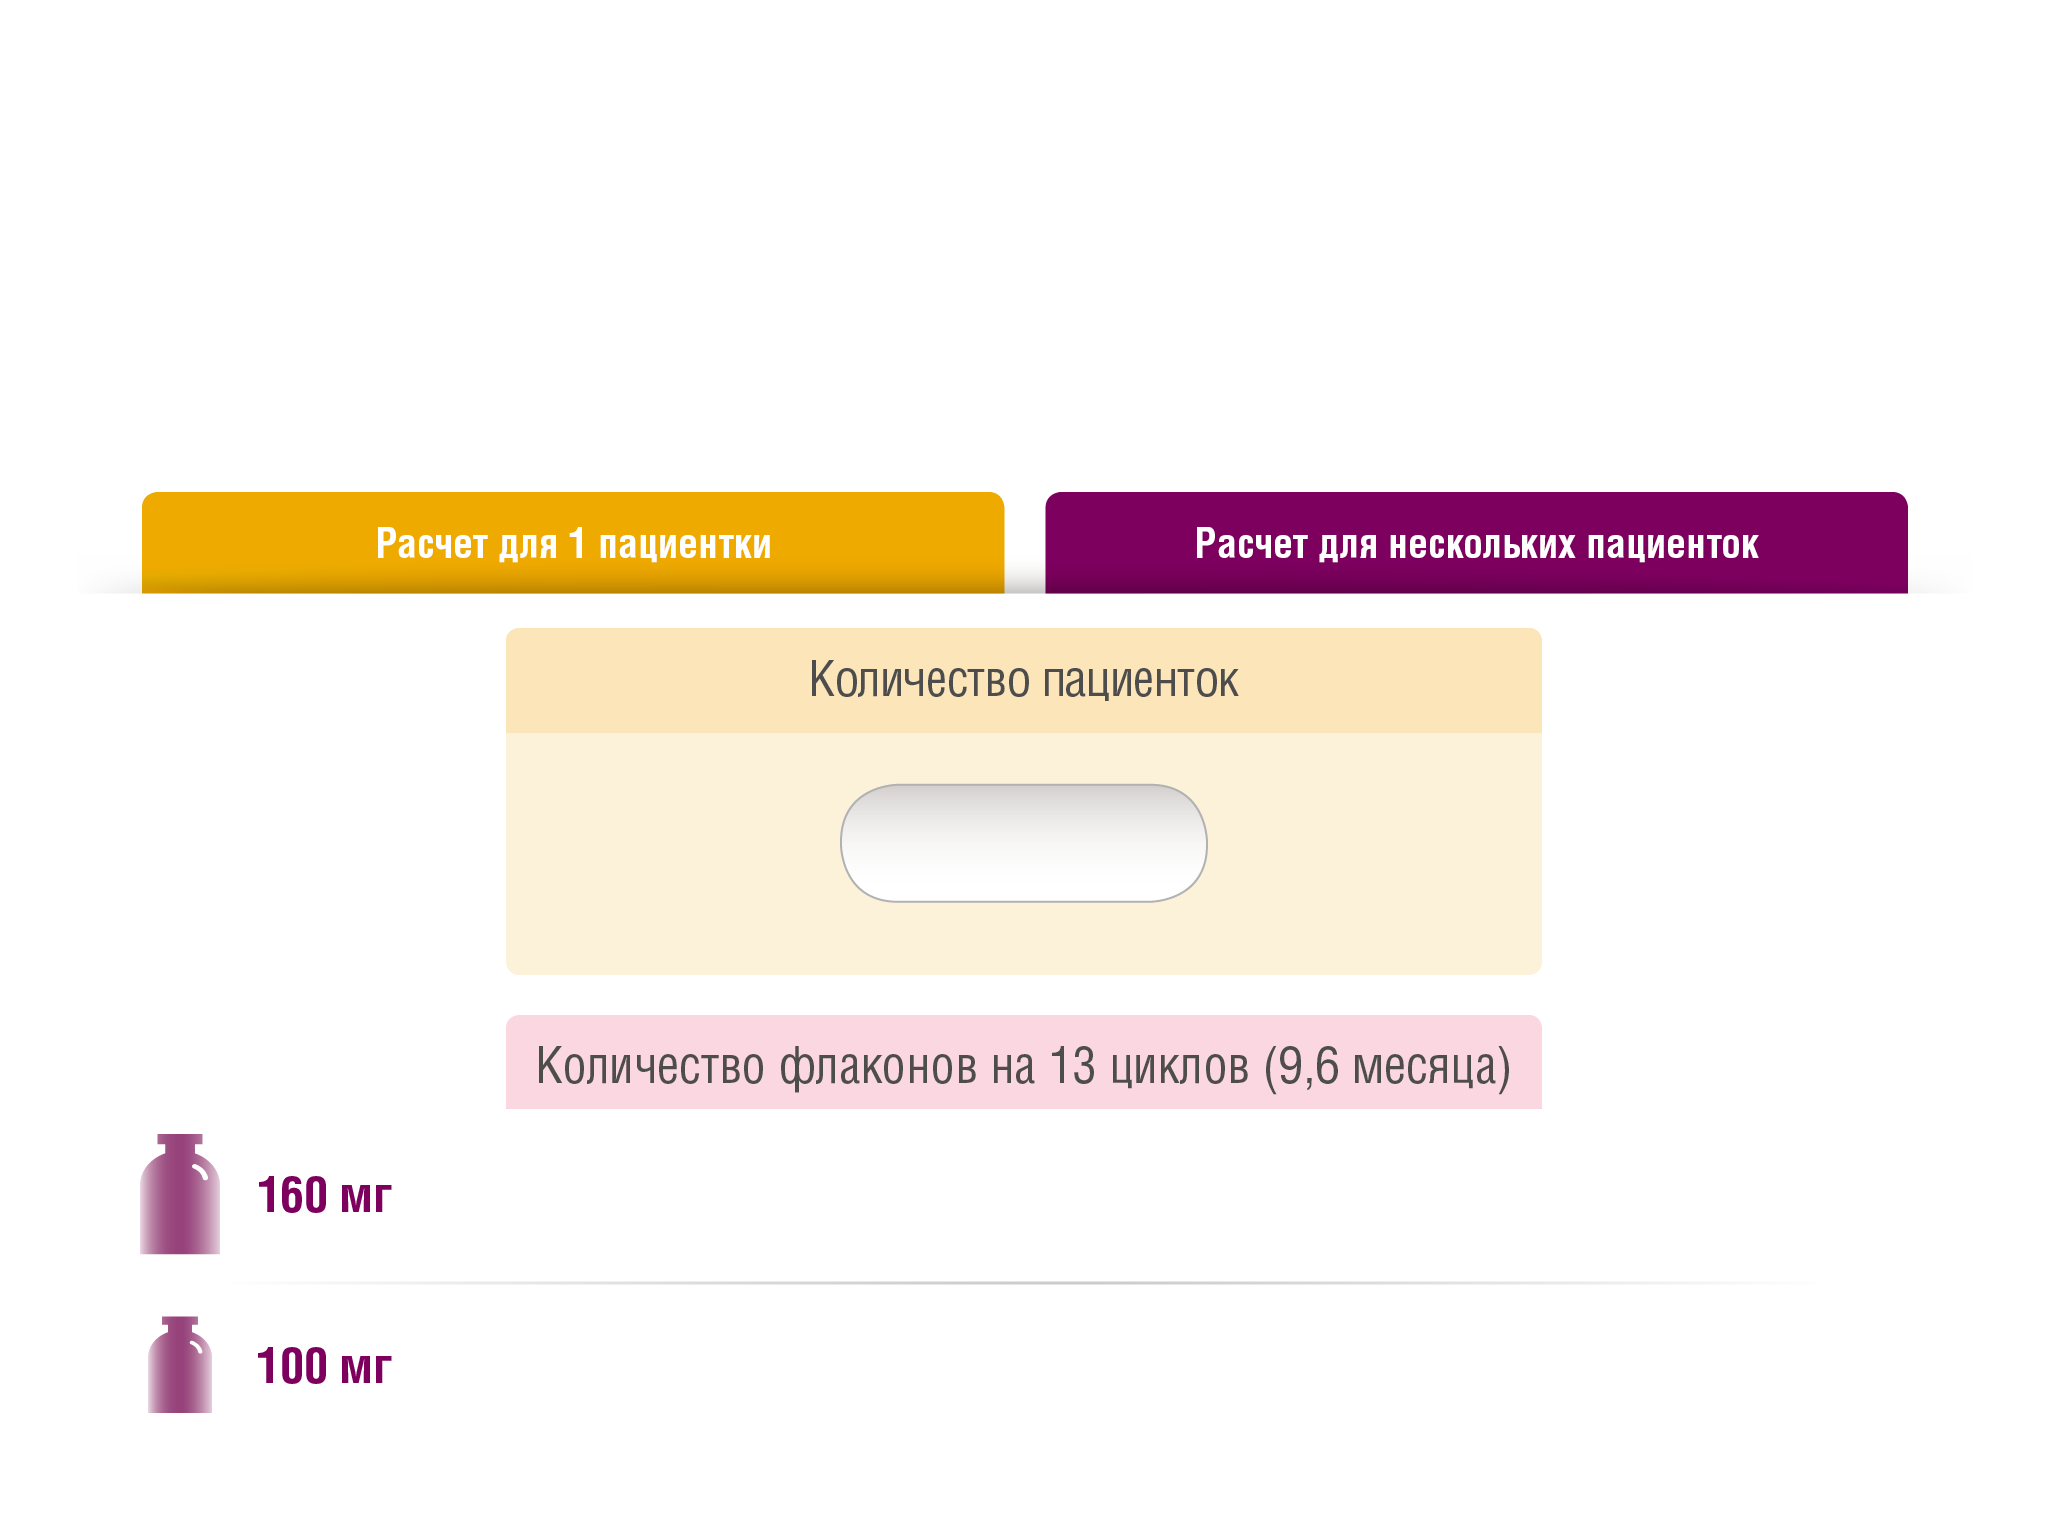 Расчет для 1 пациентки
Расчет для нескольких пациенток
Количество пациенток
Количество флаконов на 13 циклов (9,6 месяца)
160 мг
100 мг